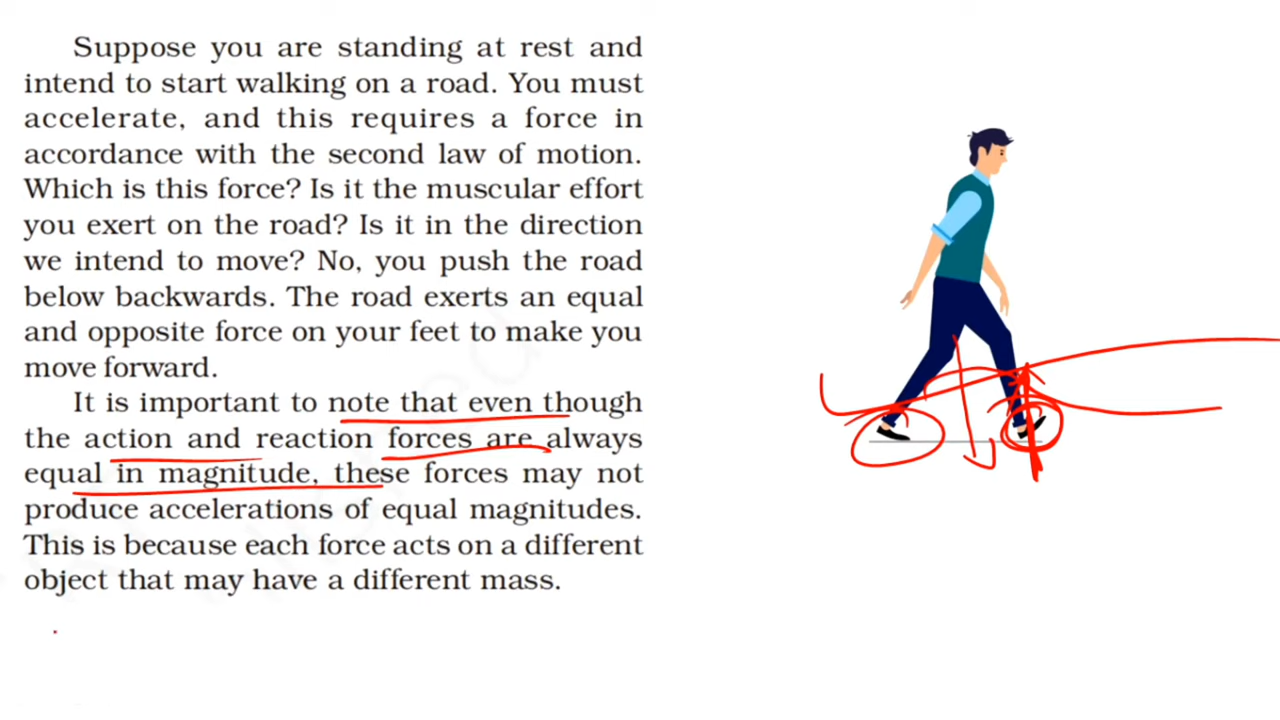 Suppose you are standing at rest and
intend to start walking on a road. You must
accelerate, and this requires a force in
accordance with the second law of motion.
Which is this force? Is it the muscular effort
you exert on the road? Is it in the direction
we intend to move? No, you push the road
below backwards. The road exerts an equal
and opposite force on your feet to make you
move forward.
It is important to note that even though
the action and reaction forces are always
equal in magnitude, these forces may not
produce accelerations of equal magnitudes.
This is because each force acts on a different
object that may have a different mass.